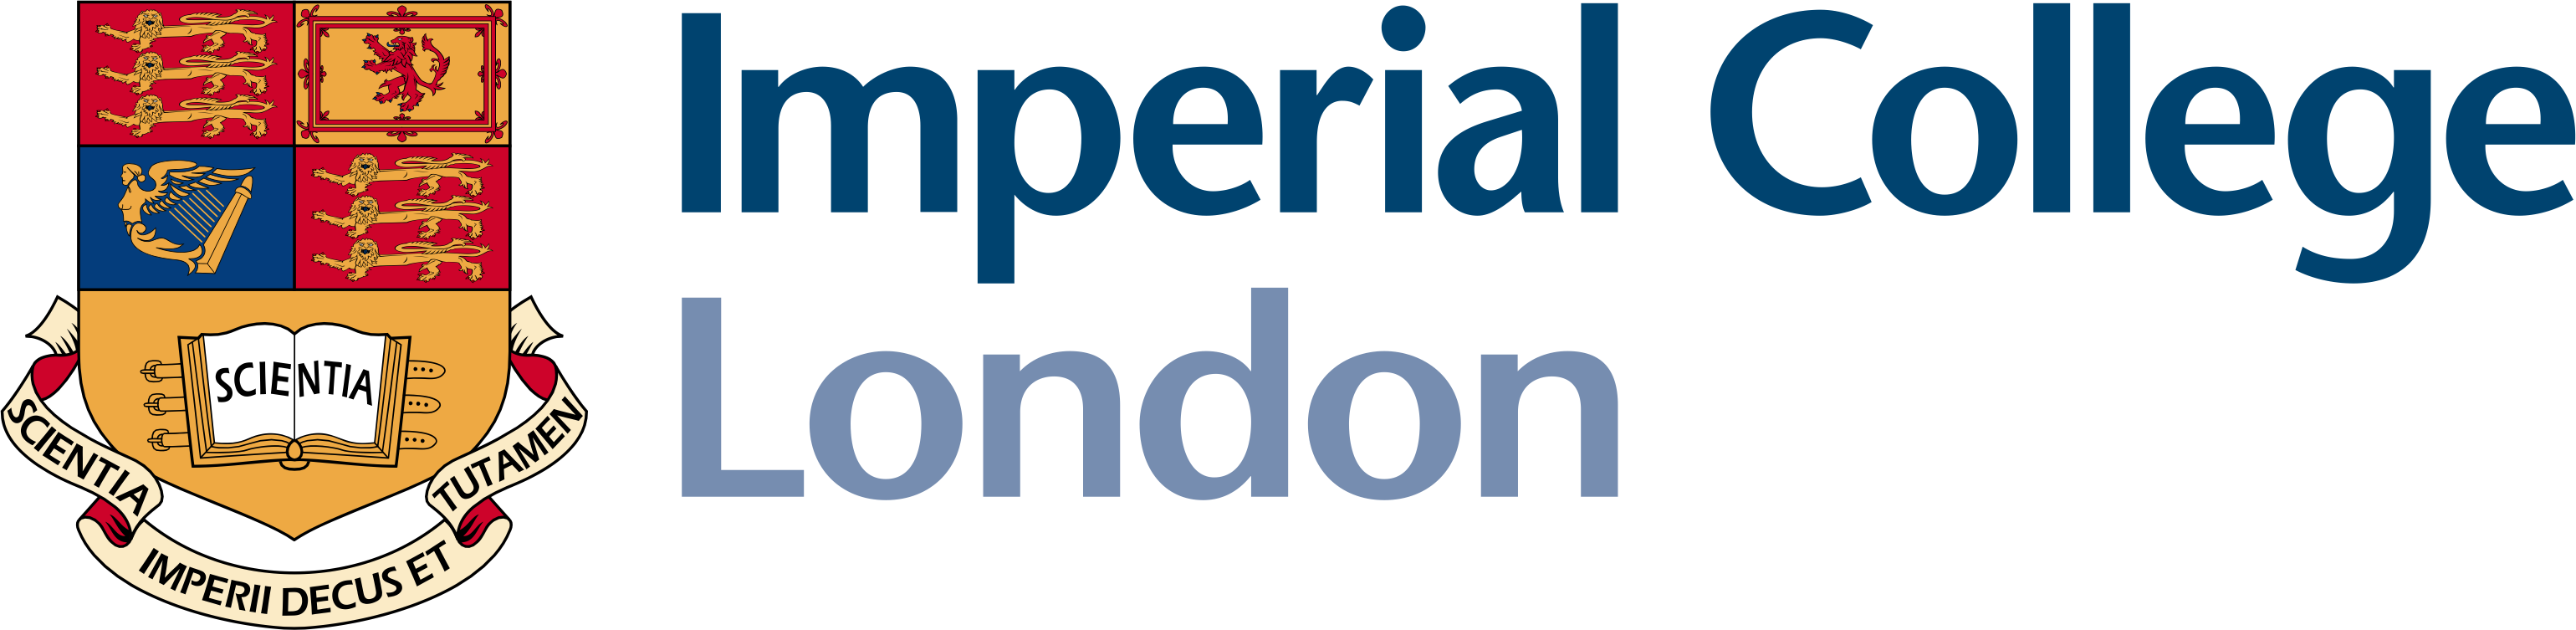 Imperial College
London
SCIENTIA
SCIENTIA
IMPERII DECUS ET
TUTAMEN